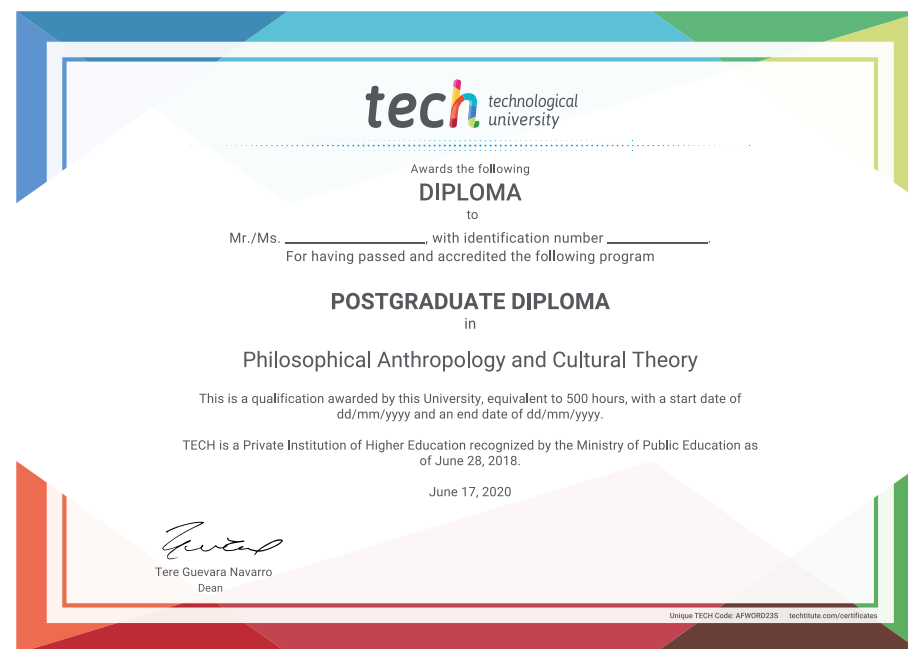 tech technological
university
Awards the following
DIPLOMA
to
Mr./Ms. ____________________, with identification number ______________.
For having passed and accredited the following program
POSTGRADUATE DIPLOMA
in
Philosophical Anthropology and Cultural Theory
This is a qualification awarded by this University, equivalent to 500 hours, with a start date of
dd/mm/yyyy and an end date of dd/mm/yyyy.
TECH is a Private Institution of Higher Education recognized by the Ministry of Public Education as
of June 28, 2018.
June 17, 2020
Tere Guevara Navarro
Dean
Unique TECH Code: AFWORD23S techtitute.com/certificates